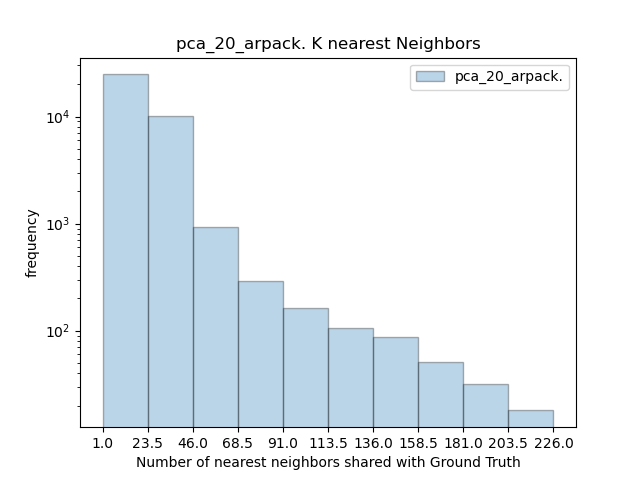 pca_20_arpack. K nearest Neighbors
pca_20_arpack.
frequency
10^4
10^3
10^2
1.0 23.5 46.0 68.5 91.0 113.5 136.0 158.5 181.0 203.5 226.0
Number of nearest neighbors shared with Ground Truth